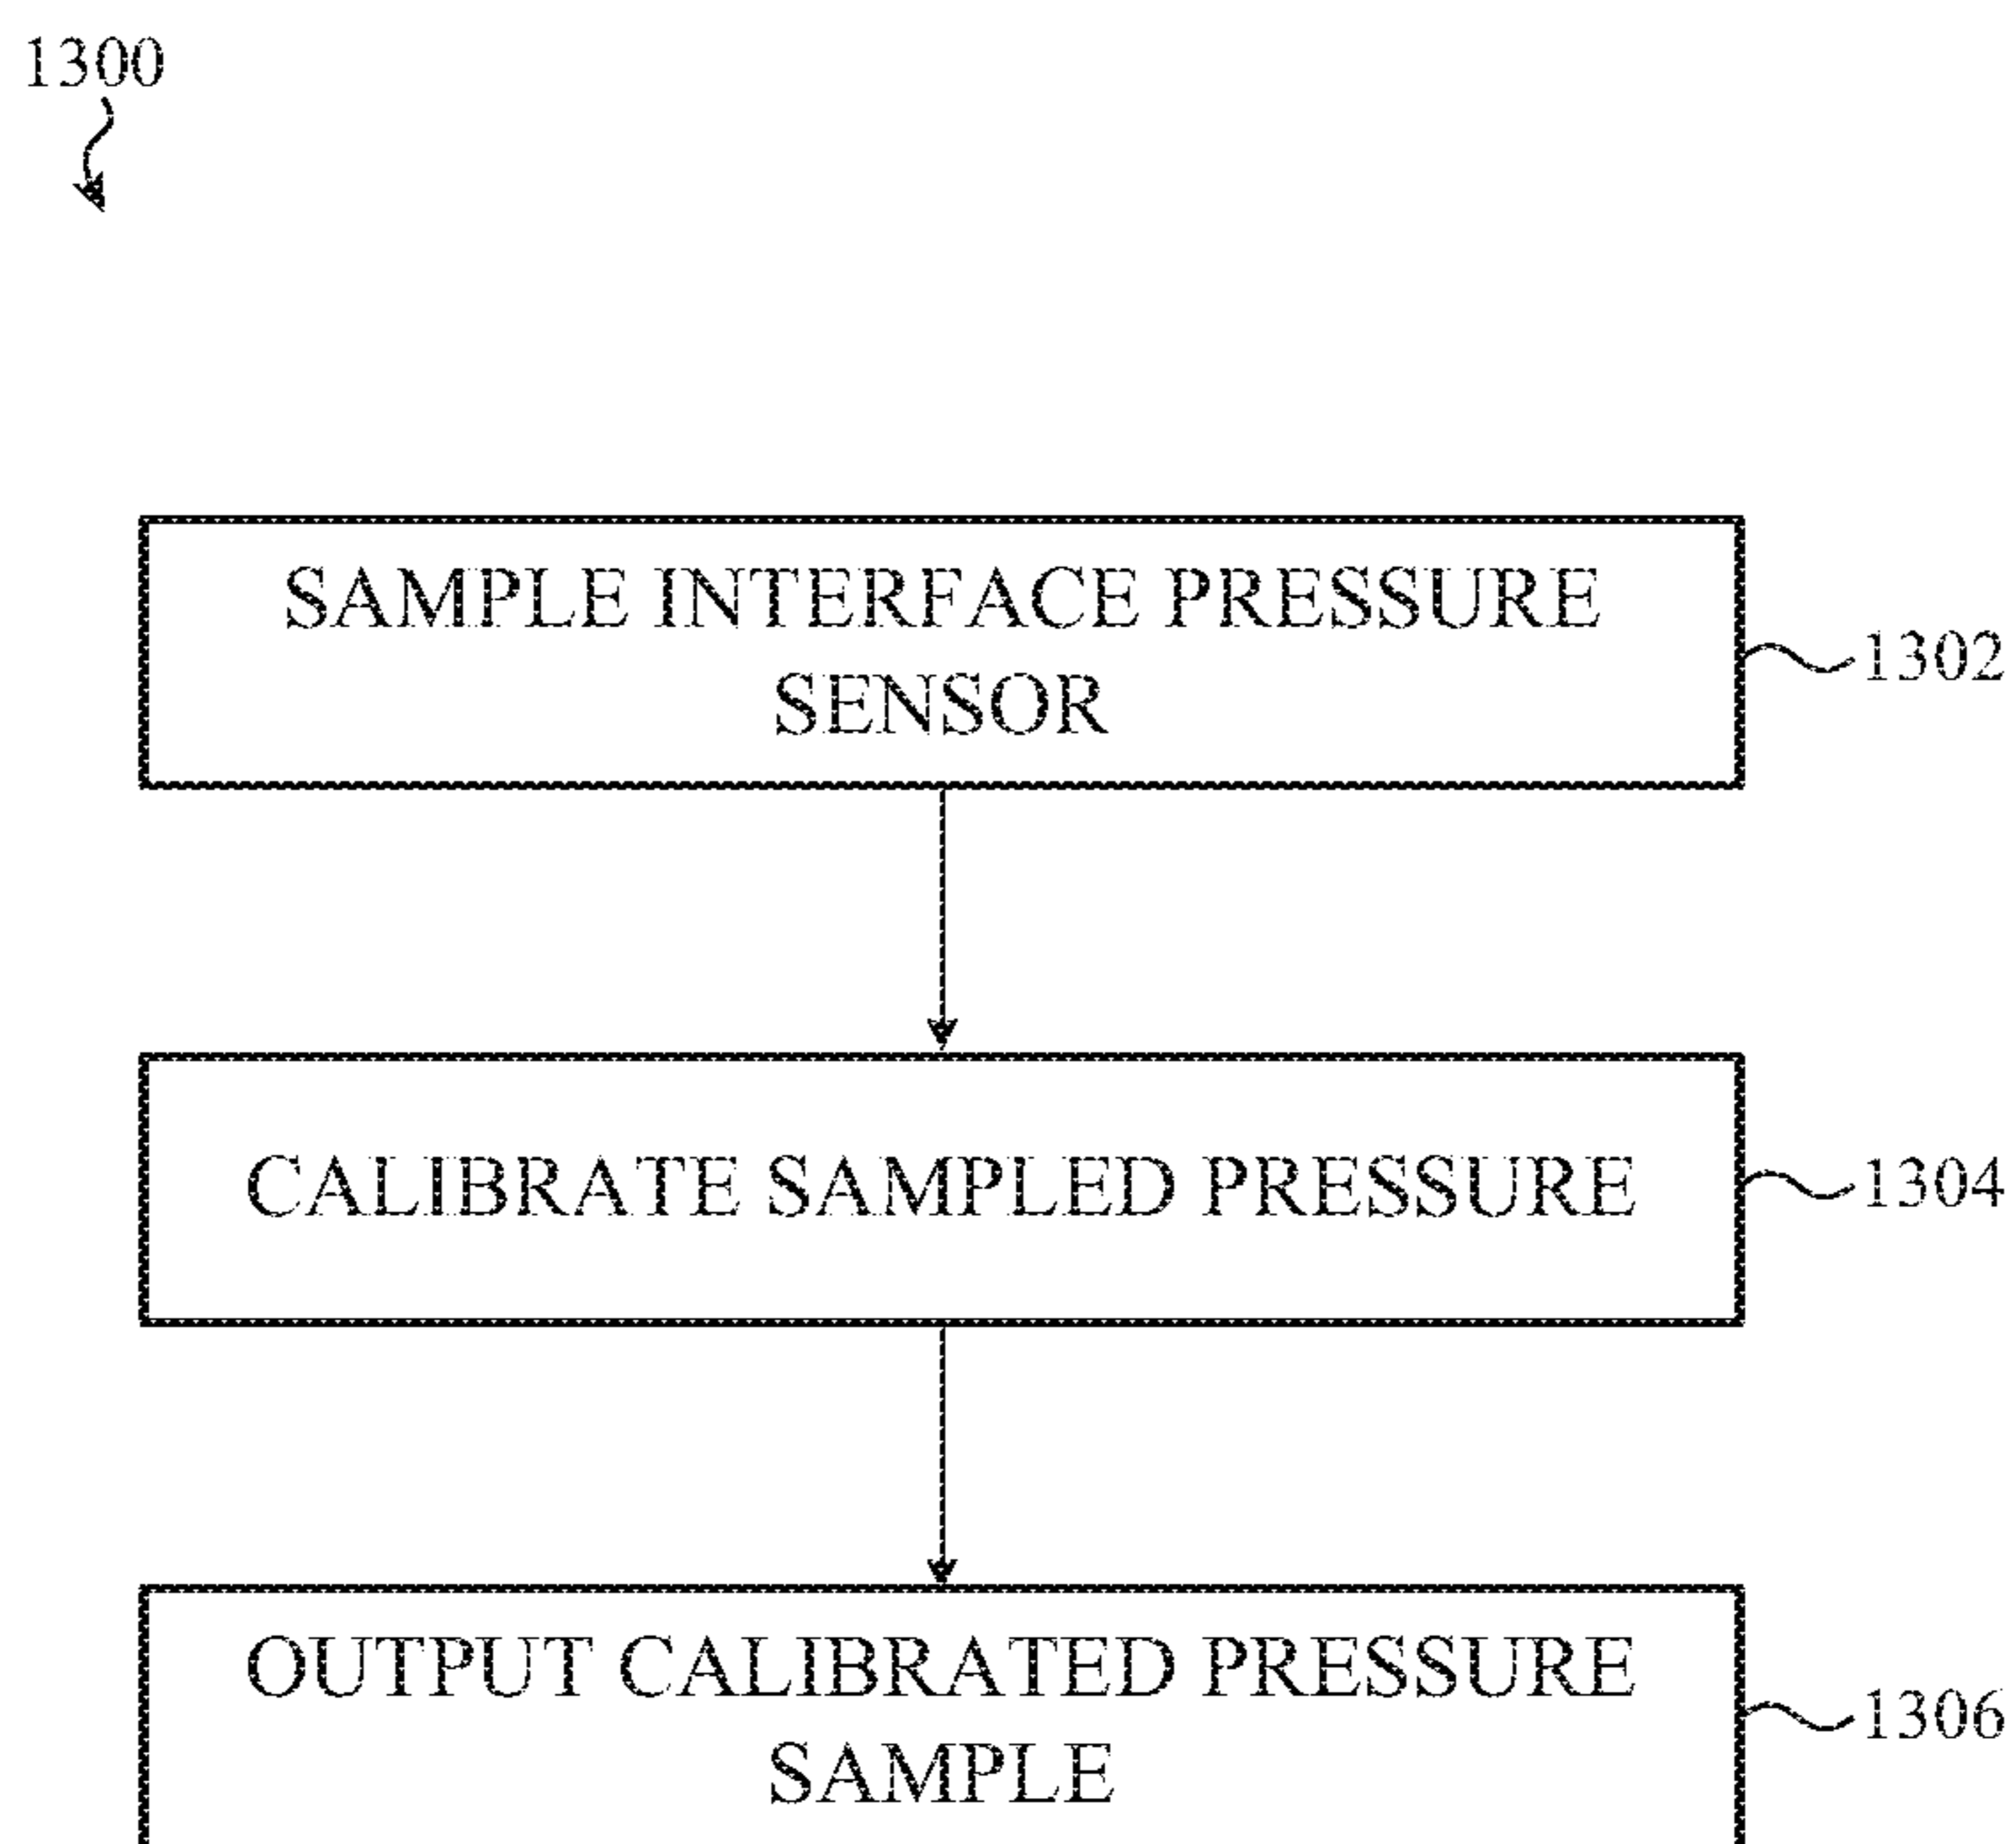 1300
SAMPLE INTERFACE PRESSURE
SENSOR
1302
CALIBRATE SAMPLED PRESSURE
1304
OUTPUT CALIBRATED PRESSURE
SAMPLE
1306